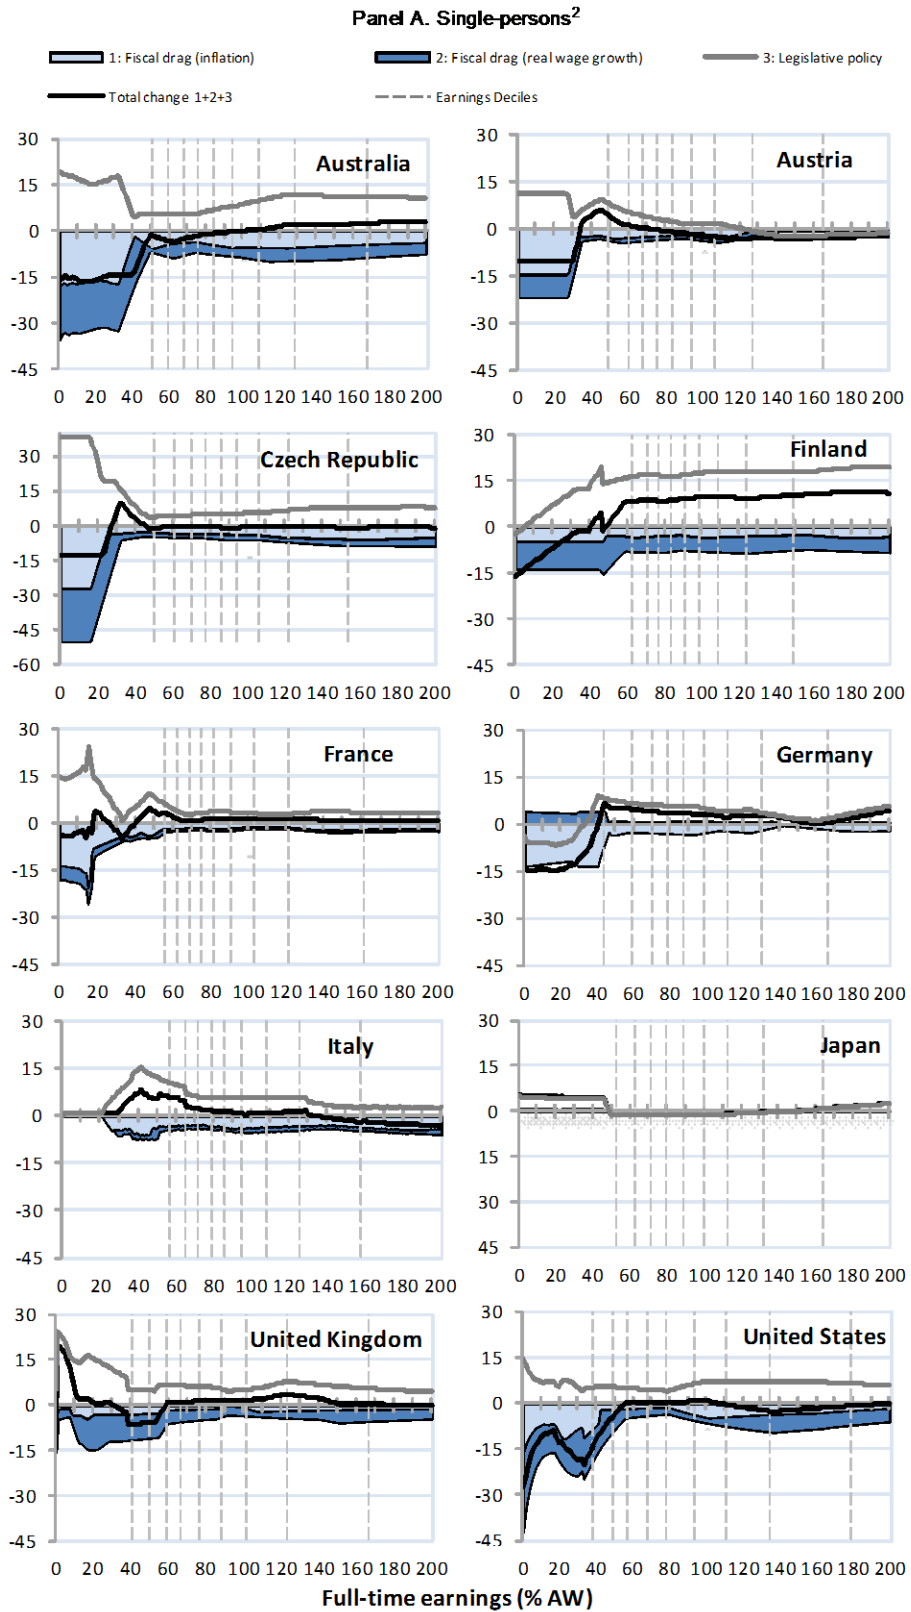 Panel A. Single-persons2
1: Fiscal drag (inflation) 2: Fiscal drag (real wage growth) 3: Legislative policy
Total change 1+2+3 Earnings Deciles
Australia
30
15
0
-15
-30
-45
0 20 40 60 80 100 120 140 160 180 200
Austria
30
15
0
-15
-30
-45
0 20 40 60 80 100 120 140 160 180 200
Czech Republic
30
15
0
-15
-30
-45
-60
0 20 40 60 80 100 120 140 160 180 200
Finland
30
15
0
-15
-30
-45
0 20 40 60 80 100 120 140 160 180 200
France
30
15
0
-15
-30
-45
0 20 40 60 80 100 120 140 160 180 200
Germany
30
15
0
-15
-30
-45
0 20 40 60 80 100 120 140 160 180 200
Italy
30
15
0
-15
-30
-45
0 20 40 60 80 100 120 140 160 180 200
Japan
30
15
0
15
30
45
0 20 40 60 80 100 120 140 160 180 200
United Kingdom
30
15
0
-15
-30
-45
0 20 40 60 80 100 120 140 160 180 200
United States
30
15
0
-15
-30
-45
0 20 40 60 80 100 120 140 160 180 200
Full-time earnings (% AW)